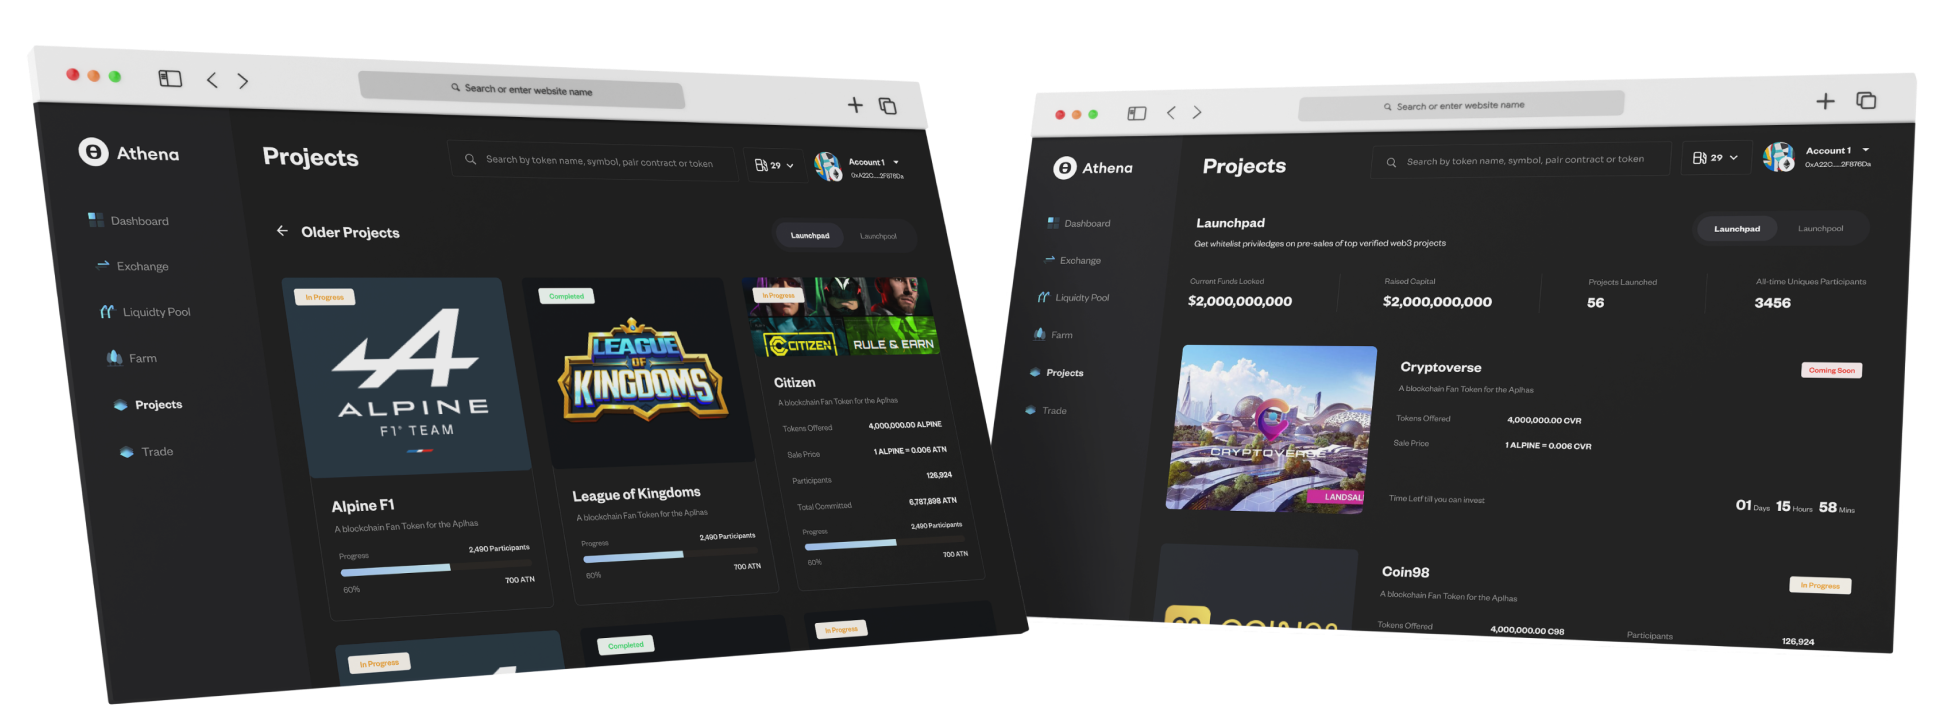 Search or enter website name
Athena
Projects
Search by token name, symbol, pair contract or token
29
Account 1
0xA22C.....2F876Da
Dashboard
Exchange
Liquidty Pool
Farm
Projects
Trade
Older Projects
Launchpad
Launchpool
In Progress
ALPINE
F1® TEAM
Alpine F1
A blockchain Fan Token for the Aplhas
Progress
2,490 Participants
60%
700 ATN
Completed
LEAGUE
OF
KINGDOMS
League of Kingdoms
A blockchain Fan Token for the Aplhas
Progress
2,490 Participants
60%
700 ATN
In Progress
CITIZEN
RULE & EARN
Citizen
A blockchain Fan Token for the Aplhas
Tokens Offered
4,000,000.00 ALPINE
Sale Price
1 ALPINE = 0.006 ATN
Participants
126,924
Total Committed
6,787,898 ATN
Progress
2,490 Participants
60%
700 ATN
In Progress
Completed
In Progress
Search or enter website name
Athena
Projects
Search by token name, symbol, pair contract or token
29
Account 1
0xA22C.....2F876Da
Dashboard
Exchange
Liquidty Pool
Farm
Projects
Trade
Launchpad
Get whitelist priviledges on pre-sales of top verified web3 projects
Launchpad
Launchpool
Current Funds Locked
$2,000,000,000
Raised Capital
$2,000,000,000
Projects Launched
56
All-time Uniques Participants
3456
CRYPTOVERSE
LANDSAL
Cryptoverse
A blockchain Fan Token for the Aplhas
Coming Soon
Tokens Offered
4,000,000.00 CVR
Sale Price
1 ALPINE = 0.006 CVR
Time Letf till you can invest
01 Days 15 Hours 58 Mins
COIN98
Coin98
A blockchain Fan Token for the Aplhas
In Progress
Tokens Offered
4,000,000.00 C98
Participants
126,924